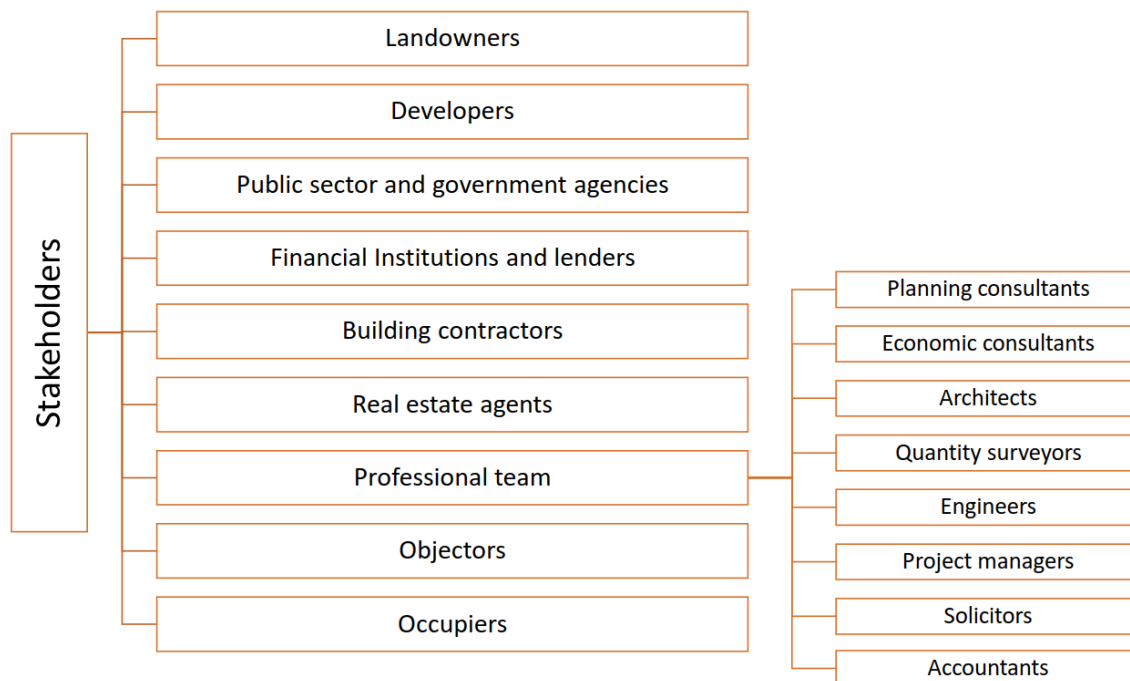 Stakeholders
Landowners
Developers
Public sector and government agencies
Financial Institutions and lenders
Building contractors
Real estate agents
Professional team
Objectors
Occupiers
Planning consultants
Economic consultants
Architects
Quantity surveyors
Engineers
Project managers
Solicitors
Accountants